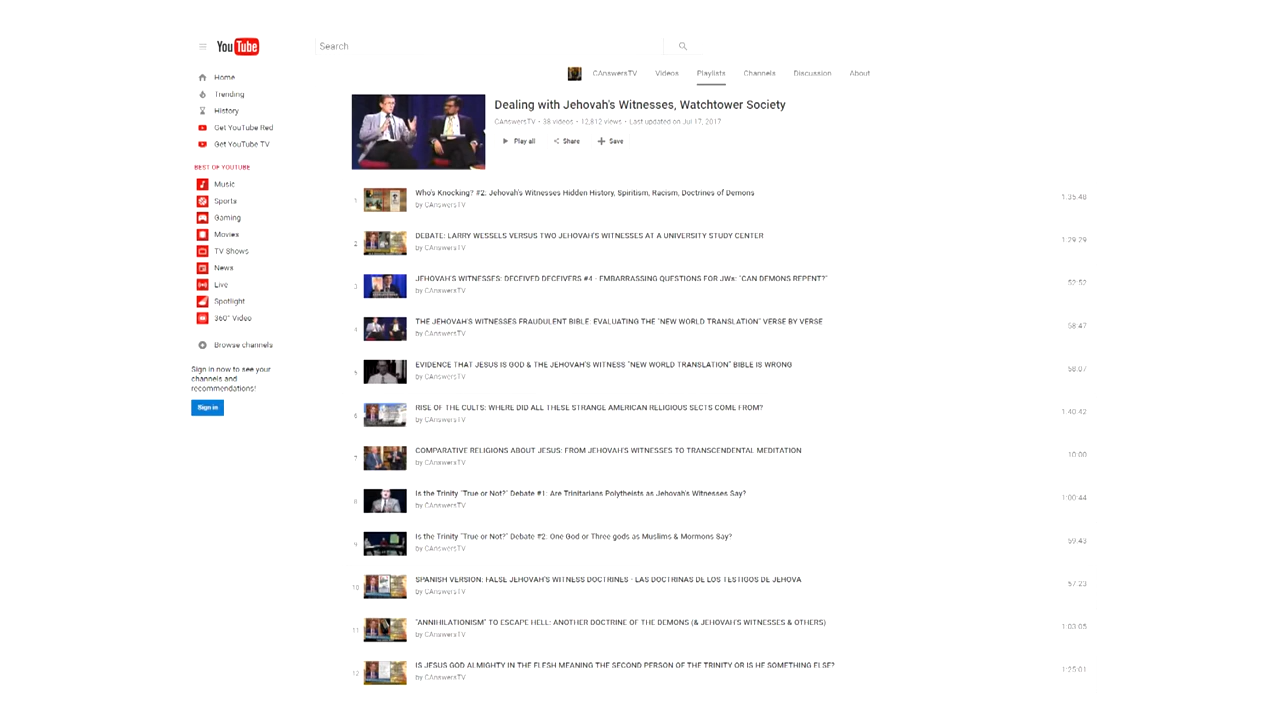 YouTube
Search
CAnswersTV Videos Playlists Channels Discussion About
Home
Trending
History
Get YouTube Red
Get YouTube TV
BEST OF YOUTUBE
Music
Sports
Gaming
Movies
TV Shows
News
Live
Spotlight
360° Video
Browse channels
Sign in now to see your
channels and
recommendations!
Sign in
Dealing with Jehovah's Witnesses, Watchtower Society
CAnswersTV • 38 videos • 12,812 views • Last updated on Jul 17, 2017
Play all Share Save
1 Who's Knocking? #2: Jehovah's Witnesses Hidden History, Spiritism, Racism, Doctrines of Demons 1:35:48
by CAnswersTV
2 DEBATE: LARRY WESSELS VERSUS TWO JEHOVAH'S WITNESSES AT A UNIVERSITY STUDY CENTER 1:29:29
by CAnswersTV
3 JEHOVAH'S WITNESSES: DECEIVED DECEIVERS #4 - EMBARRASSING QUESTIONS FOR JWs: "CAN DEMONS REPENT?" 52:52
by CAnswersTV
4 THE JEHOVAH'S WITNESSES FRAUDULENT BIBLE: EVALUATING THE "NEW WORLD TRANSLATION" VERSE BY VERSE 58:47
by CAnswersTV
5 EVIDENCE THAT JESUS IS GOD & THE JEHOVAH'S WITNESS "NEW WORLD TRANSLATION" BIBLE IS WRONG 58:07
by CAnswersTV
6 RISE OF THE CULTS: WHERE DID ALL THESE STRANGE AMERICAN RELIGIOUS SECTS COME FROM? 1:40:42
by CAnswersTV
7 COMPARATIVE RELIGIONS ABOUT JESUS: FROM JEHOVAH'S WITNESSES TO TRANSCENDENTAL MEDITATION 10:00
by CAnswersTV
8 Is the Trinity "True or Not?" Debate #1: Are Trinitarians Polytheists as Jehovah's Witnesses Say? 1:00:44
by CAnswersTV
9 Is the Trinity "True or Not?" Debate #2: One God or Three gods as Muslims & Mormons Say? 59:43
by CAnswersTV
10 SPANISH VERSION: FALSE JEHOVAH'S WITNESS DOCTRINES - LAS DOCTRINAS DE LOS TESTIGOS DE JEHOVA 57:23
by CAnswersTV
11 "ANNIHILATIONISM" TO ESCAPE HELL: ANOTHER DOCTRINE OF THE DEMONS (& JEHOVAH'S WITNESSES & OTHERS) 1:03:05
by CAnswersTV
12 IS JESUS GOD ALMIGHTY IN THE FLESH MEANING THE SECOND PERSON OF THE TRINITY OR IS HE SOMETHING ELSE? 1:25:01
by CAnswersTV